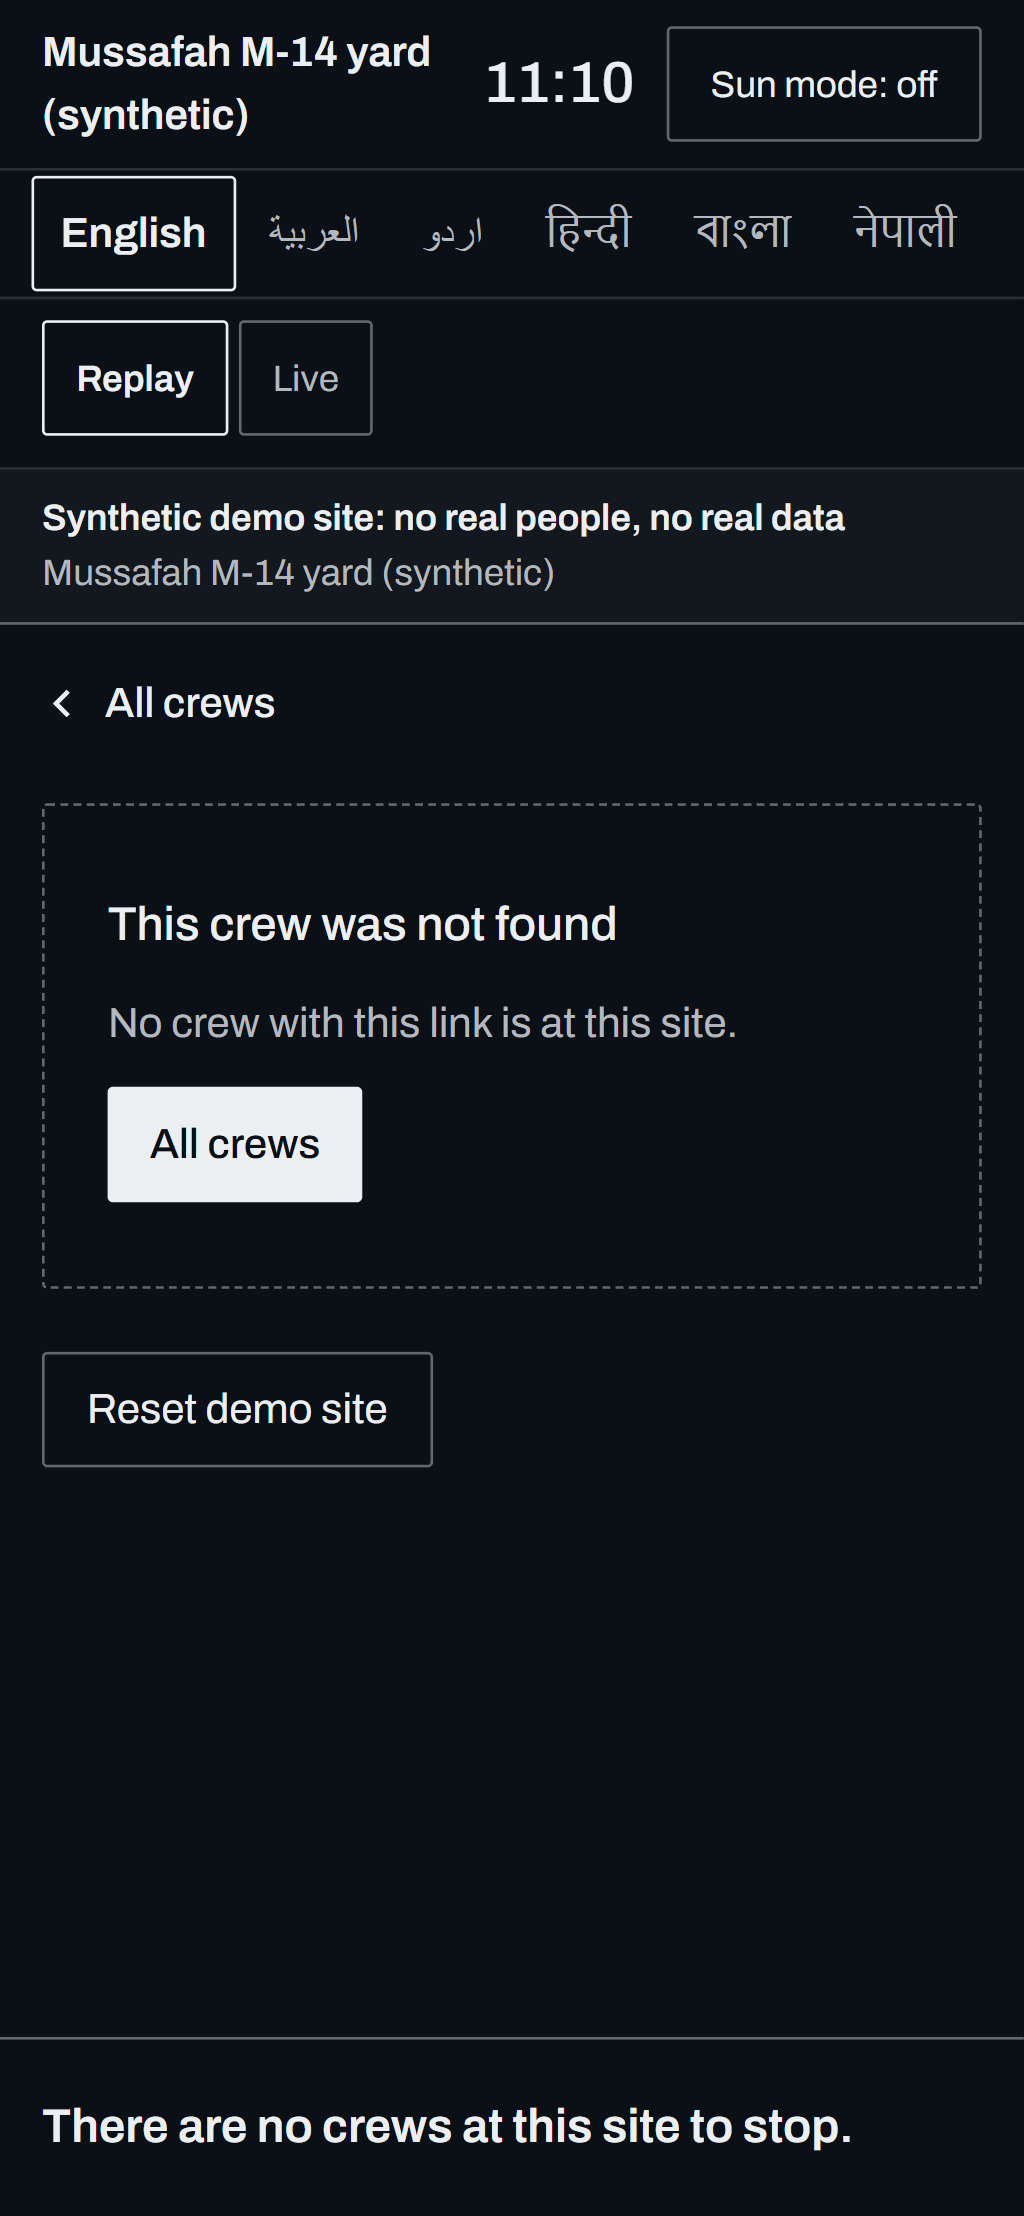 Mussafah M-14 yard
(synthetic)
11:10
Sun mode: off
English
العربية
اردو
हिन्दी
বাংলা
नेपाली
Replay
Live
Synthetic demo site: no real people, no real data
Mussafah M-14 yard (synthetic)
All crews
This crew was not found
No crew with this link is at this site.
All crews
Reset demo site
There are no crews at this site to stop.